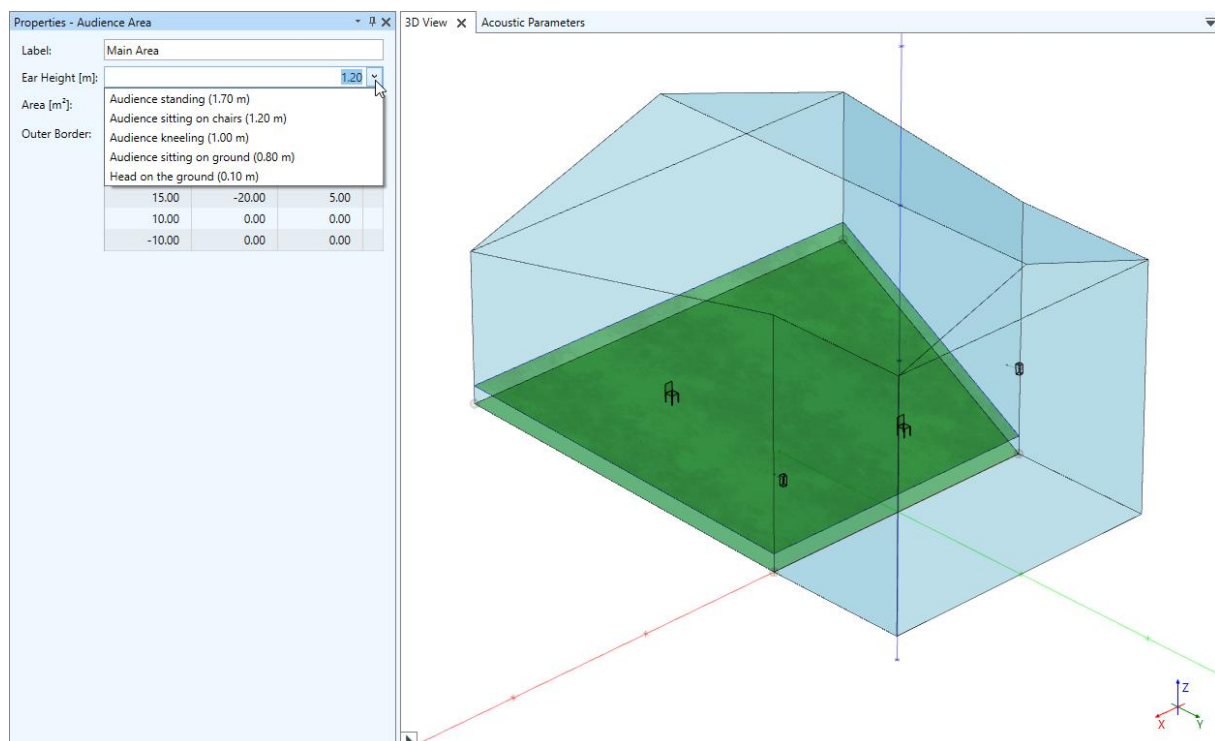 Properties - Audience Area
Label: Main Area
Ear Height [m]: 1.20
Area [m²]:
Outer Border:
Audience standing (1.70 m)
Audience sitting on chairs (1.20 m)
Audience kneeling (1.00 m)
Audience sitting on ground (0.80 m)
Head on the ground (0.10 m)
15.00 -20.00 5.00
10.00 0.00 0.00
-10.00 0.00 0.00
3D View Acoustic Parameters
Z
X Y